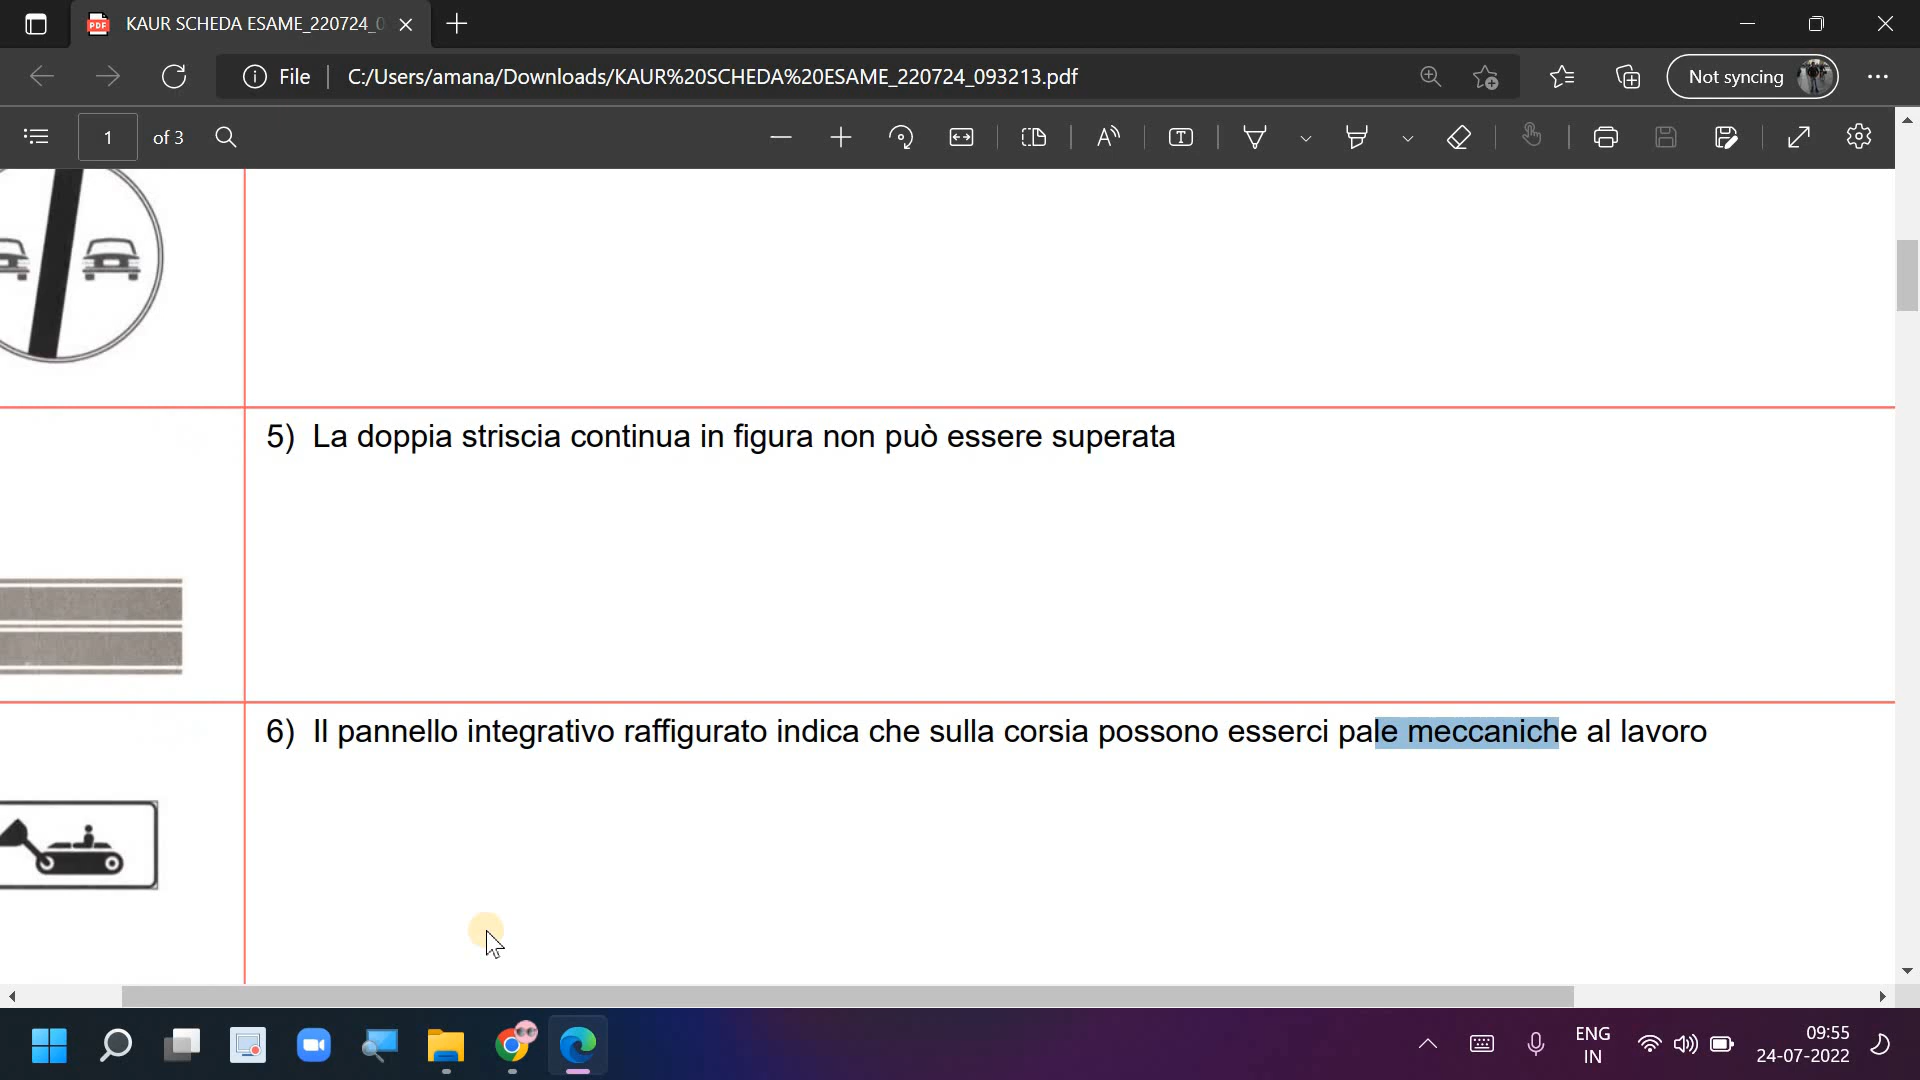 KAUR SCHEDA ESAME_220724_0
File
C:/Users/amana/Downloads/KAUR%20SCHEDA%20ESAME_220724_093213.pdf
Not syncing
1 of 3
5) La doppia striscia continua in figura non può essere superata
6) Il pannello integrativo raffigurato indica che sulla corsia possono esserci pale meccaniche al lavoro
ENG
IN
09:55
24-07-2022